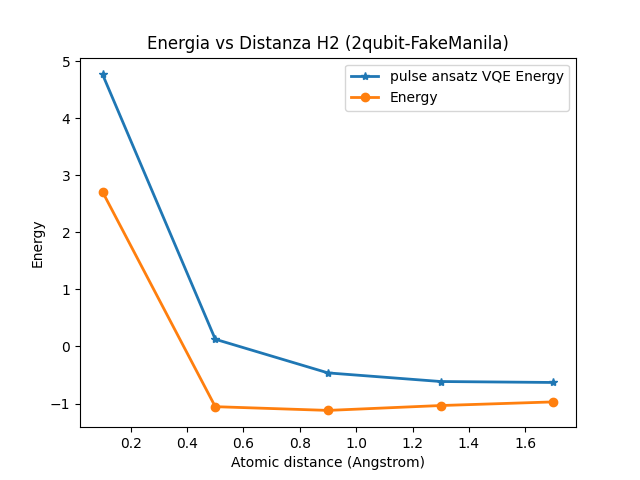 Energia vs Distanza H2 (2qubit-FakeManila)
pulse ansatz VQE Energy
Energy
5
4
3
2
1
0
−1
Energy
0.2 0.4 0.6 0.8 1.0 1.2 1.4 1.6
Atomic distance (Angstrom)